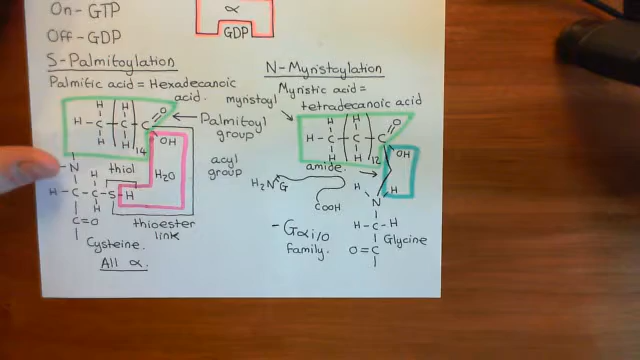 On - GTP
Off - GDP
α
GDP
S-Palmitoylation
Palmitic acid = Hexadecanoic
acid.
H H O
H - C - ( C ) C
H H 14 OH
Palmitoyl
group
N thiol
H H
H - C - C - S - H
H
H₂O
C = O
thioester
link
Cysteine.
All α.
acyl
group
N-Myristoylation
Myristic acid =
tetradecanoic acid
myristoyl
H H O
H - C - ( C ) C
H H 12 OH
amide.
H₂N G
COOH
H H
N
H - C - H
O = C
Glycine
- Gαi/o
family.